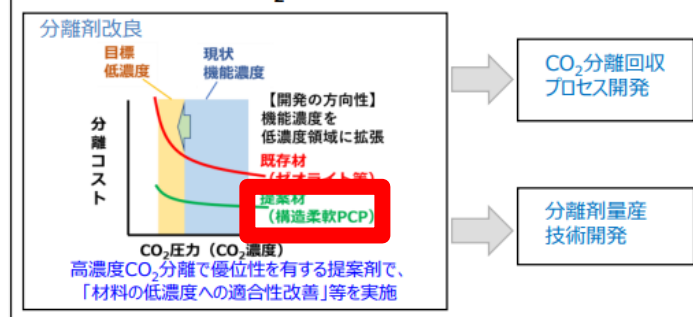 2
分離剤改良
目標
低濃度
現状
機能濃度
【開発の方向性】
機能濃度を
低濃度領域に拡張
分離コスト
既存材
（ゼオライト等）
提案材
（構造柔軟PCP）
CO2圧力（CO2濃度）
高濃度CO2分離で優位性を有する提案剤で、
「材料の低濃度への適合性改善」等を実施
CO2分離回収
プロセス開発
分離剤量産
技術開発